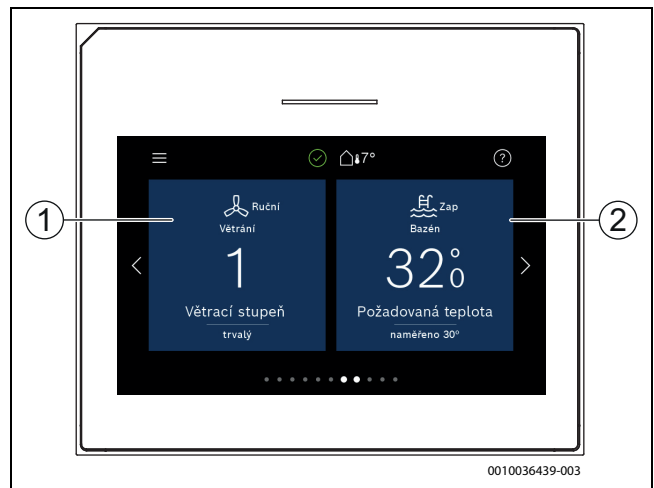 7°
?
1
Ruční
Větrání
1
Větrací stupeň
trvalý
Zap
Bazén
32°0
Požadovaná teplota
naměřeno 30°
2
0010036439-003